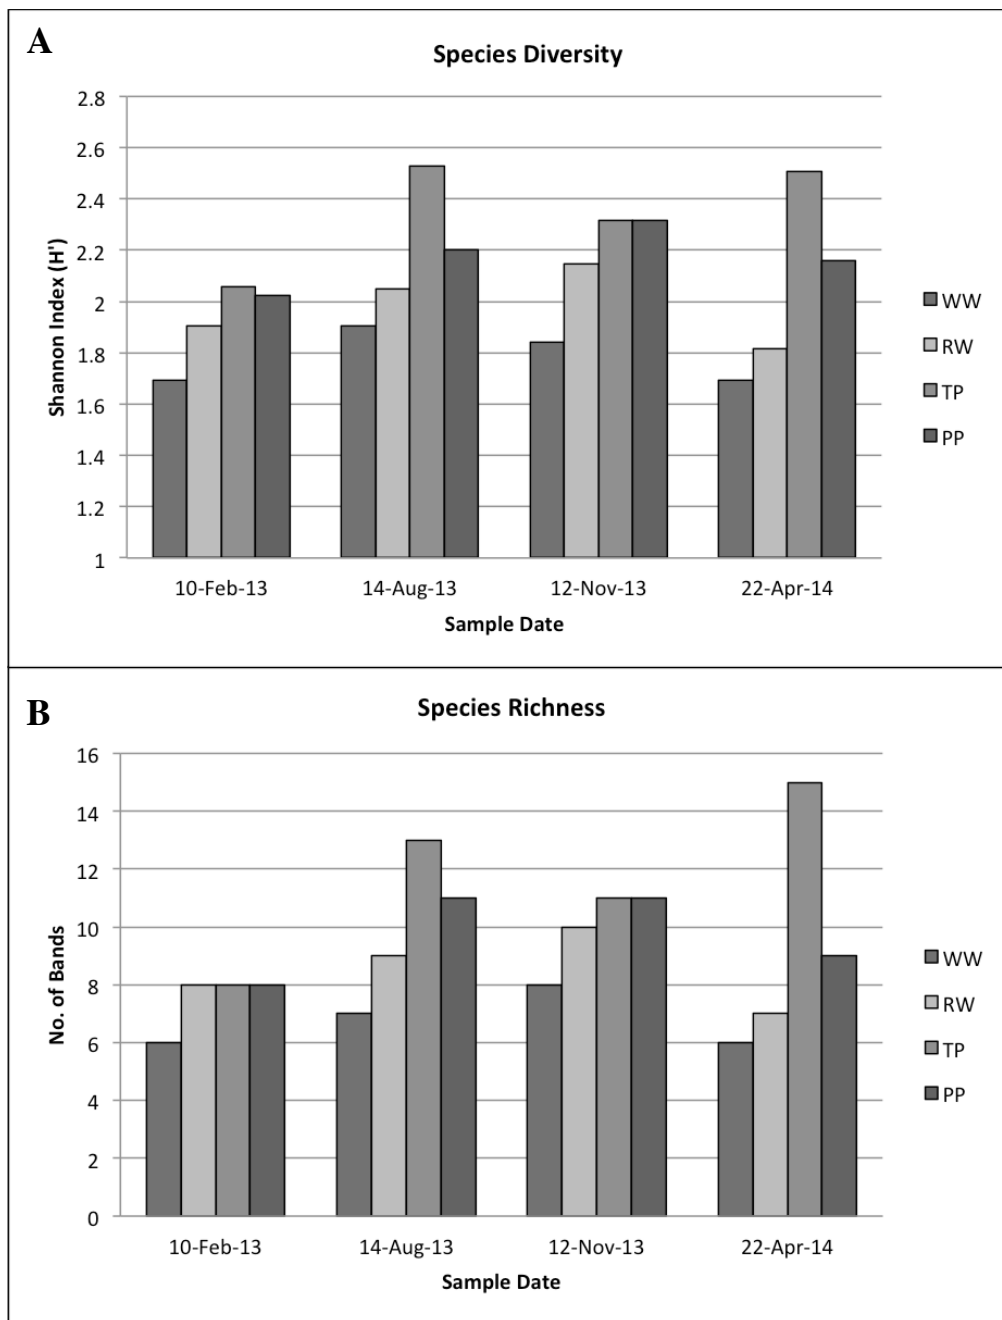 A
Species Diversity
2.8
2.6
2.4
2.2
2
1.8
1.6
1.4
1.2
1
Shannon Index (H')
10-Feb-13 14-Aug-13 12-Nov-13 22-Apr-14
Sample Date
WW
RW
TP
PP
B
Species Richness
16
14
12
10
8
6
4
2
0
No. of Bands
10-Feb-13 14-Aug-13 12-Nov-13 22-Apr-14
Sample Date
WW
RW
TP
PP